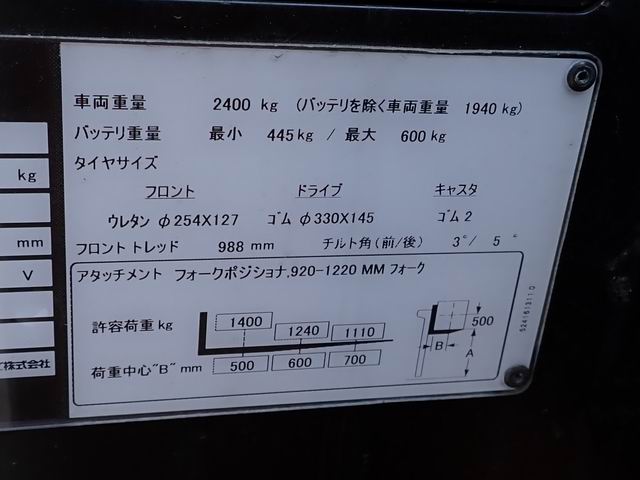 車両重量 2400 kg (バッテリを除く車両重量 1940 kg)
バッテリ重量 最小 445kg / 最大 600 kg
タイヤサイズ
フロント ドライブ キャスタ
ウレタン φ254X127 ゴム φ330X145 ゴム 2
フロント トレッド 988 mm チルト角(前/後) 3°/ 5°
アタッチメント フォークポジショナ,920-1220 MM フォーク
許容荷重 kg 1400 1240 1110
荷重中心"B" mm 500 600 700
500
B
A
5241613110
kg
mm
V
株式会社